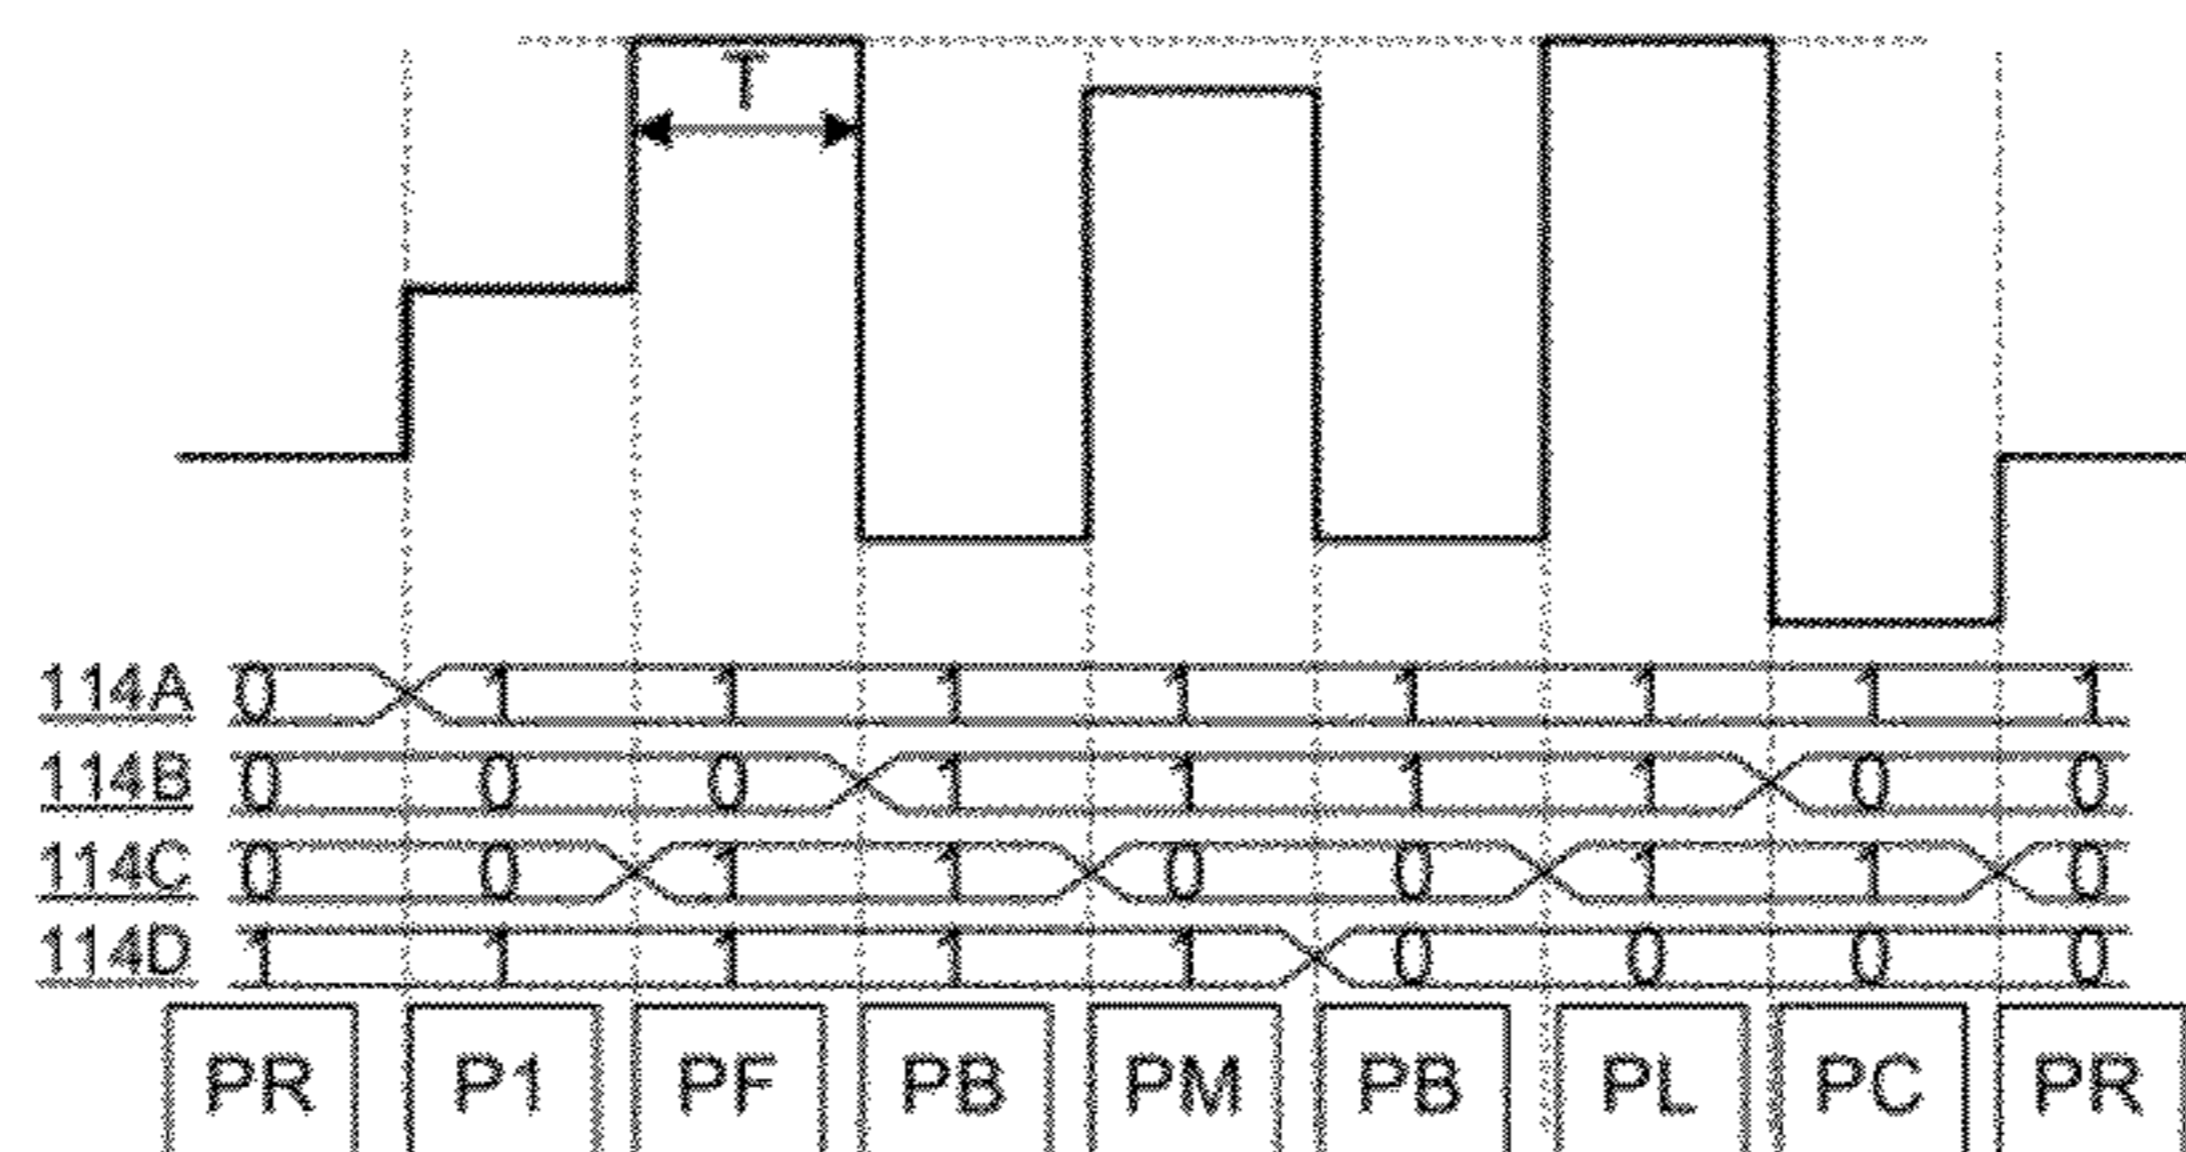 T
114A 0 1 1 1 1 1 1 1 1
114B 0 0 0 1 1 1 1 0 0
114C 0 0 1 1 0 0 1 1 0
114D 1 1 1 1 1 0 0 0 0
PR P1 PF PB PM PB PL PC PR